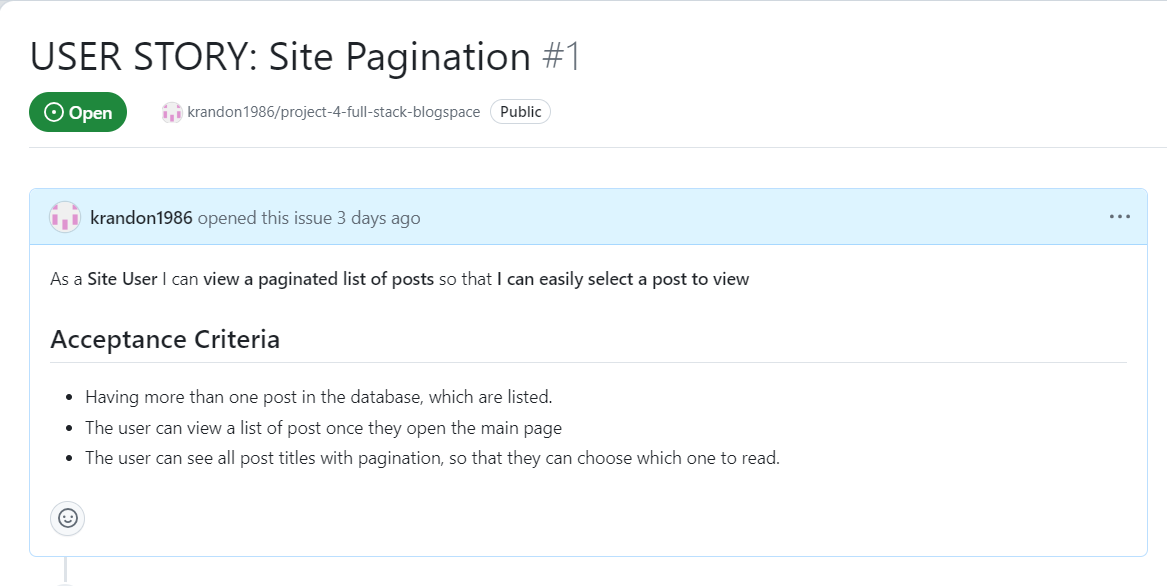 USER STORY: Site Pagination #1
Open krandon1986/project-4-full-stack-blogspace Public
krandon1986 opened this issue 3 days ago
As a Site User I can view a paginated list of posts so that I can easily select a post to view
Acceptance Criteria
Having more than one post in the database, which are listed.
The user can view a list of post once they open the main page
The user can see all post titles with pagination, so that they can choose which one to read.